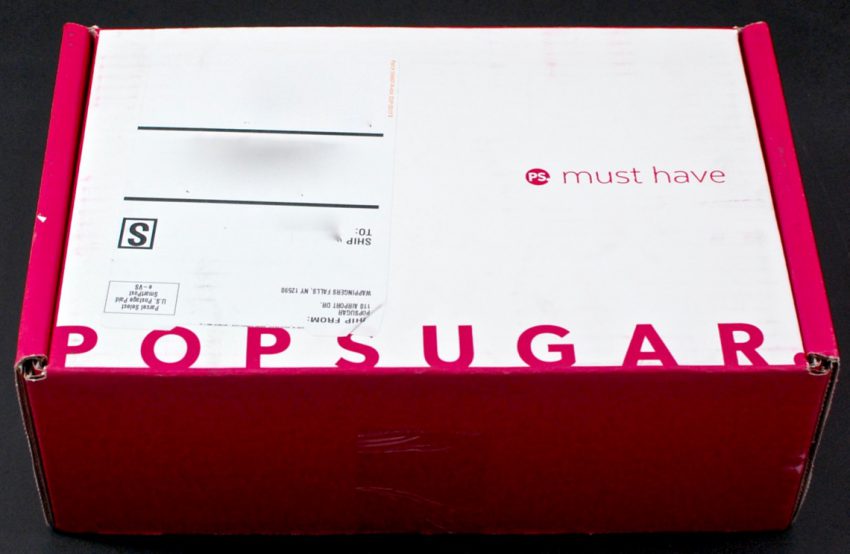 PS. must have
POPSUGAR.
SHIP FROM:
POPSUGAR
110 AIRPORT DR.
WAPPINGERS FALLS, NY 12590
Parcel Select
U.S. Postage Paid
SmartPost
e-VS
SHIP
TO:
S